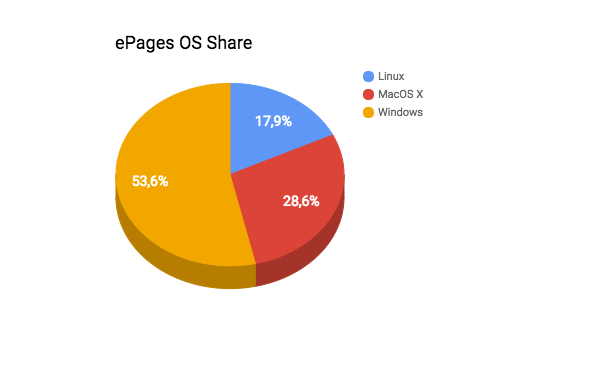 ePages OS Share
Linux
MacOS X
Windows
17,9%
53,6%
28,6%